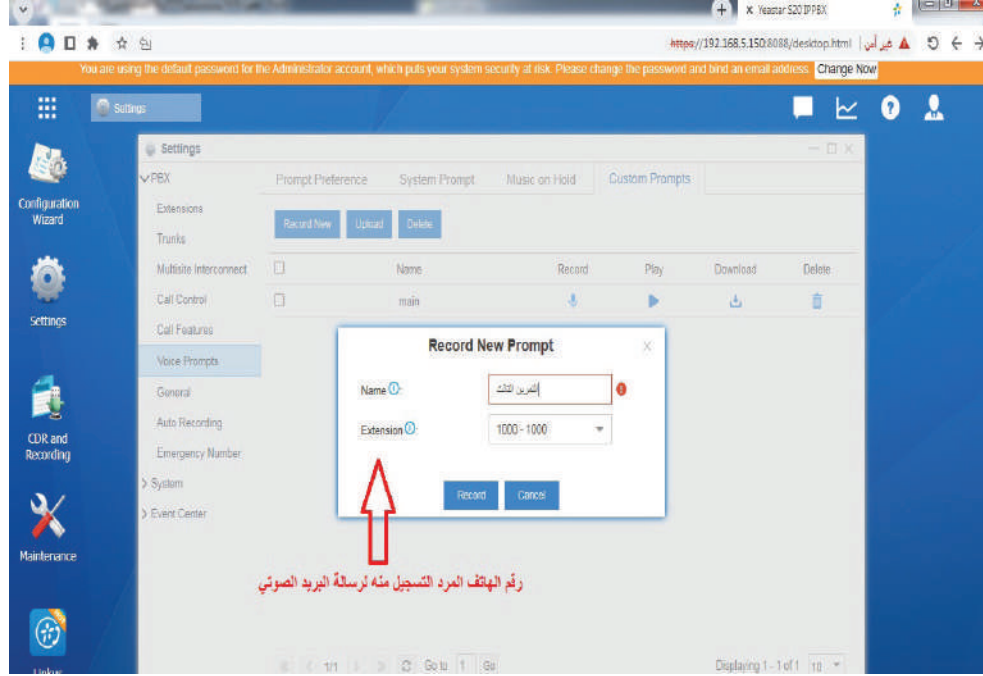 Yeastar S20 IPPBX
https://192.168.5.150:8088/desktop.html غير آمن
You are using the default password for the Administrator account, which puts your system security at risk. Please change the password and bind an email address. Change Now
Settings
Settings
PBX
Prompt Preference System Prompt Music on Hold Custom Prompts
Configuration
Wizard
Extensions
Record New Upload Delete
Trunks
Multisite Interconnect
Name Record Play Download Delete
Call Control
main
Settings
Call Features
Record New Prompt
Voice Prompts
Name:
التمرين الثالث
General
Auto Recording
Extension:
1000 - 1000
CDR and
Recording
Emergency Number
System
Record Cancel
Event Center
Maintenance
رقم الهاتف المرد التسجيل منه لرسالة البريد الصوتي
Linkus
1/1 Go to 1 Go
Displaying 1 - 1 of 1 10